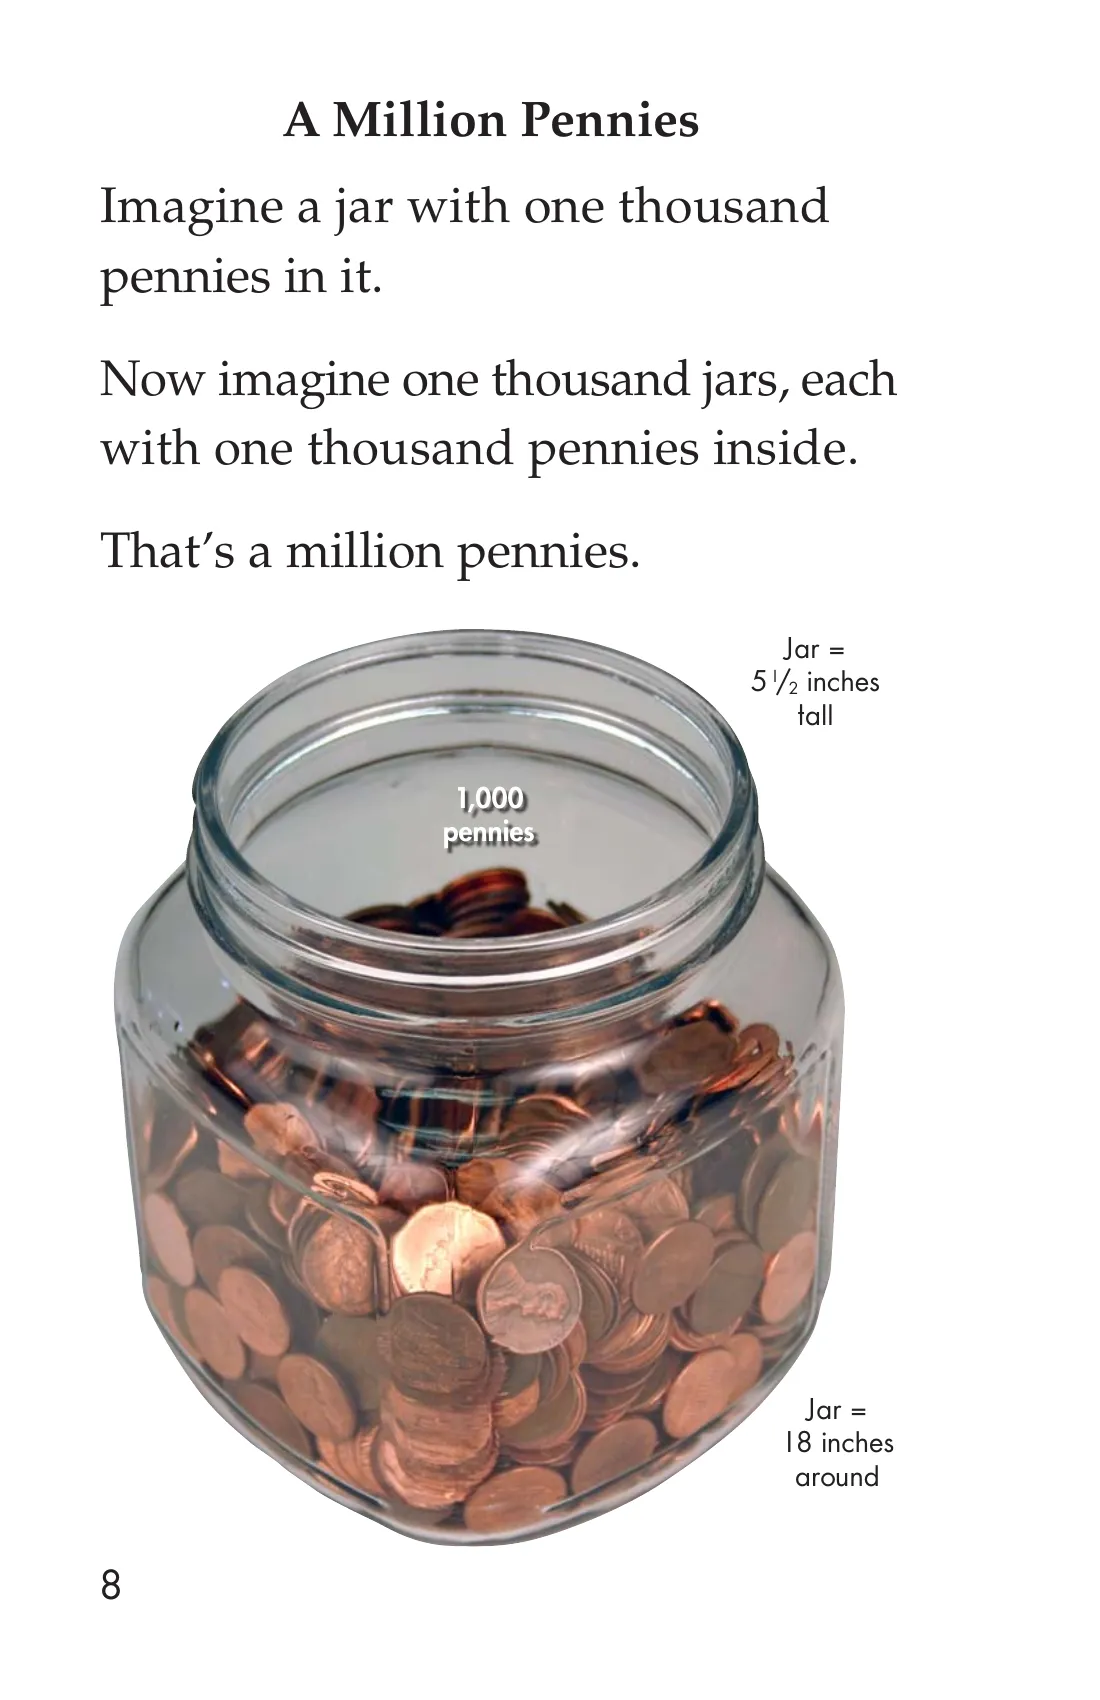 A Million Pennies
Imagine a jar with one thousand
pennies in it.
Now imagine one thousand jars, each
with one thousand pennies inside.
That’s a million pennies.
Jar =
5 1/2 inches
tall
1,000
pennies
Jar =
18 inches
around
8